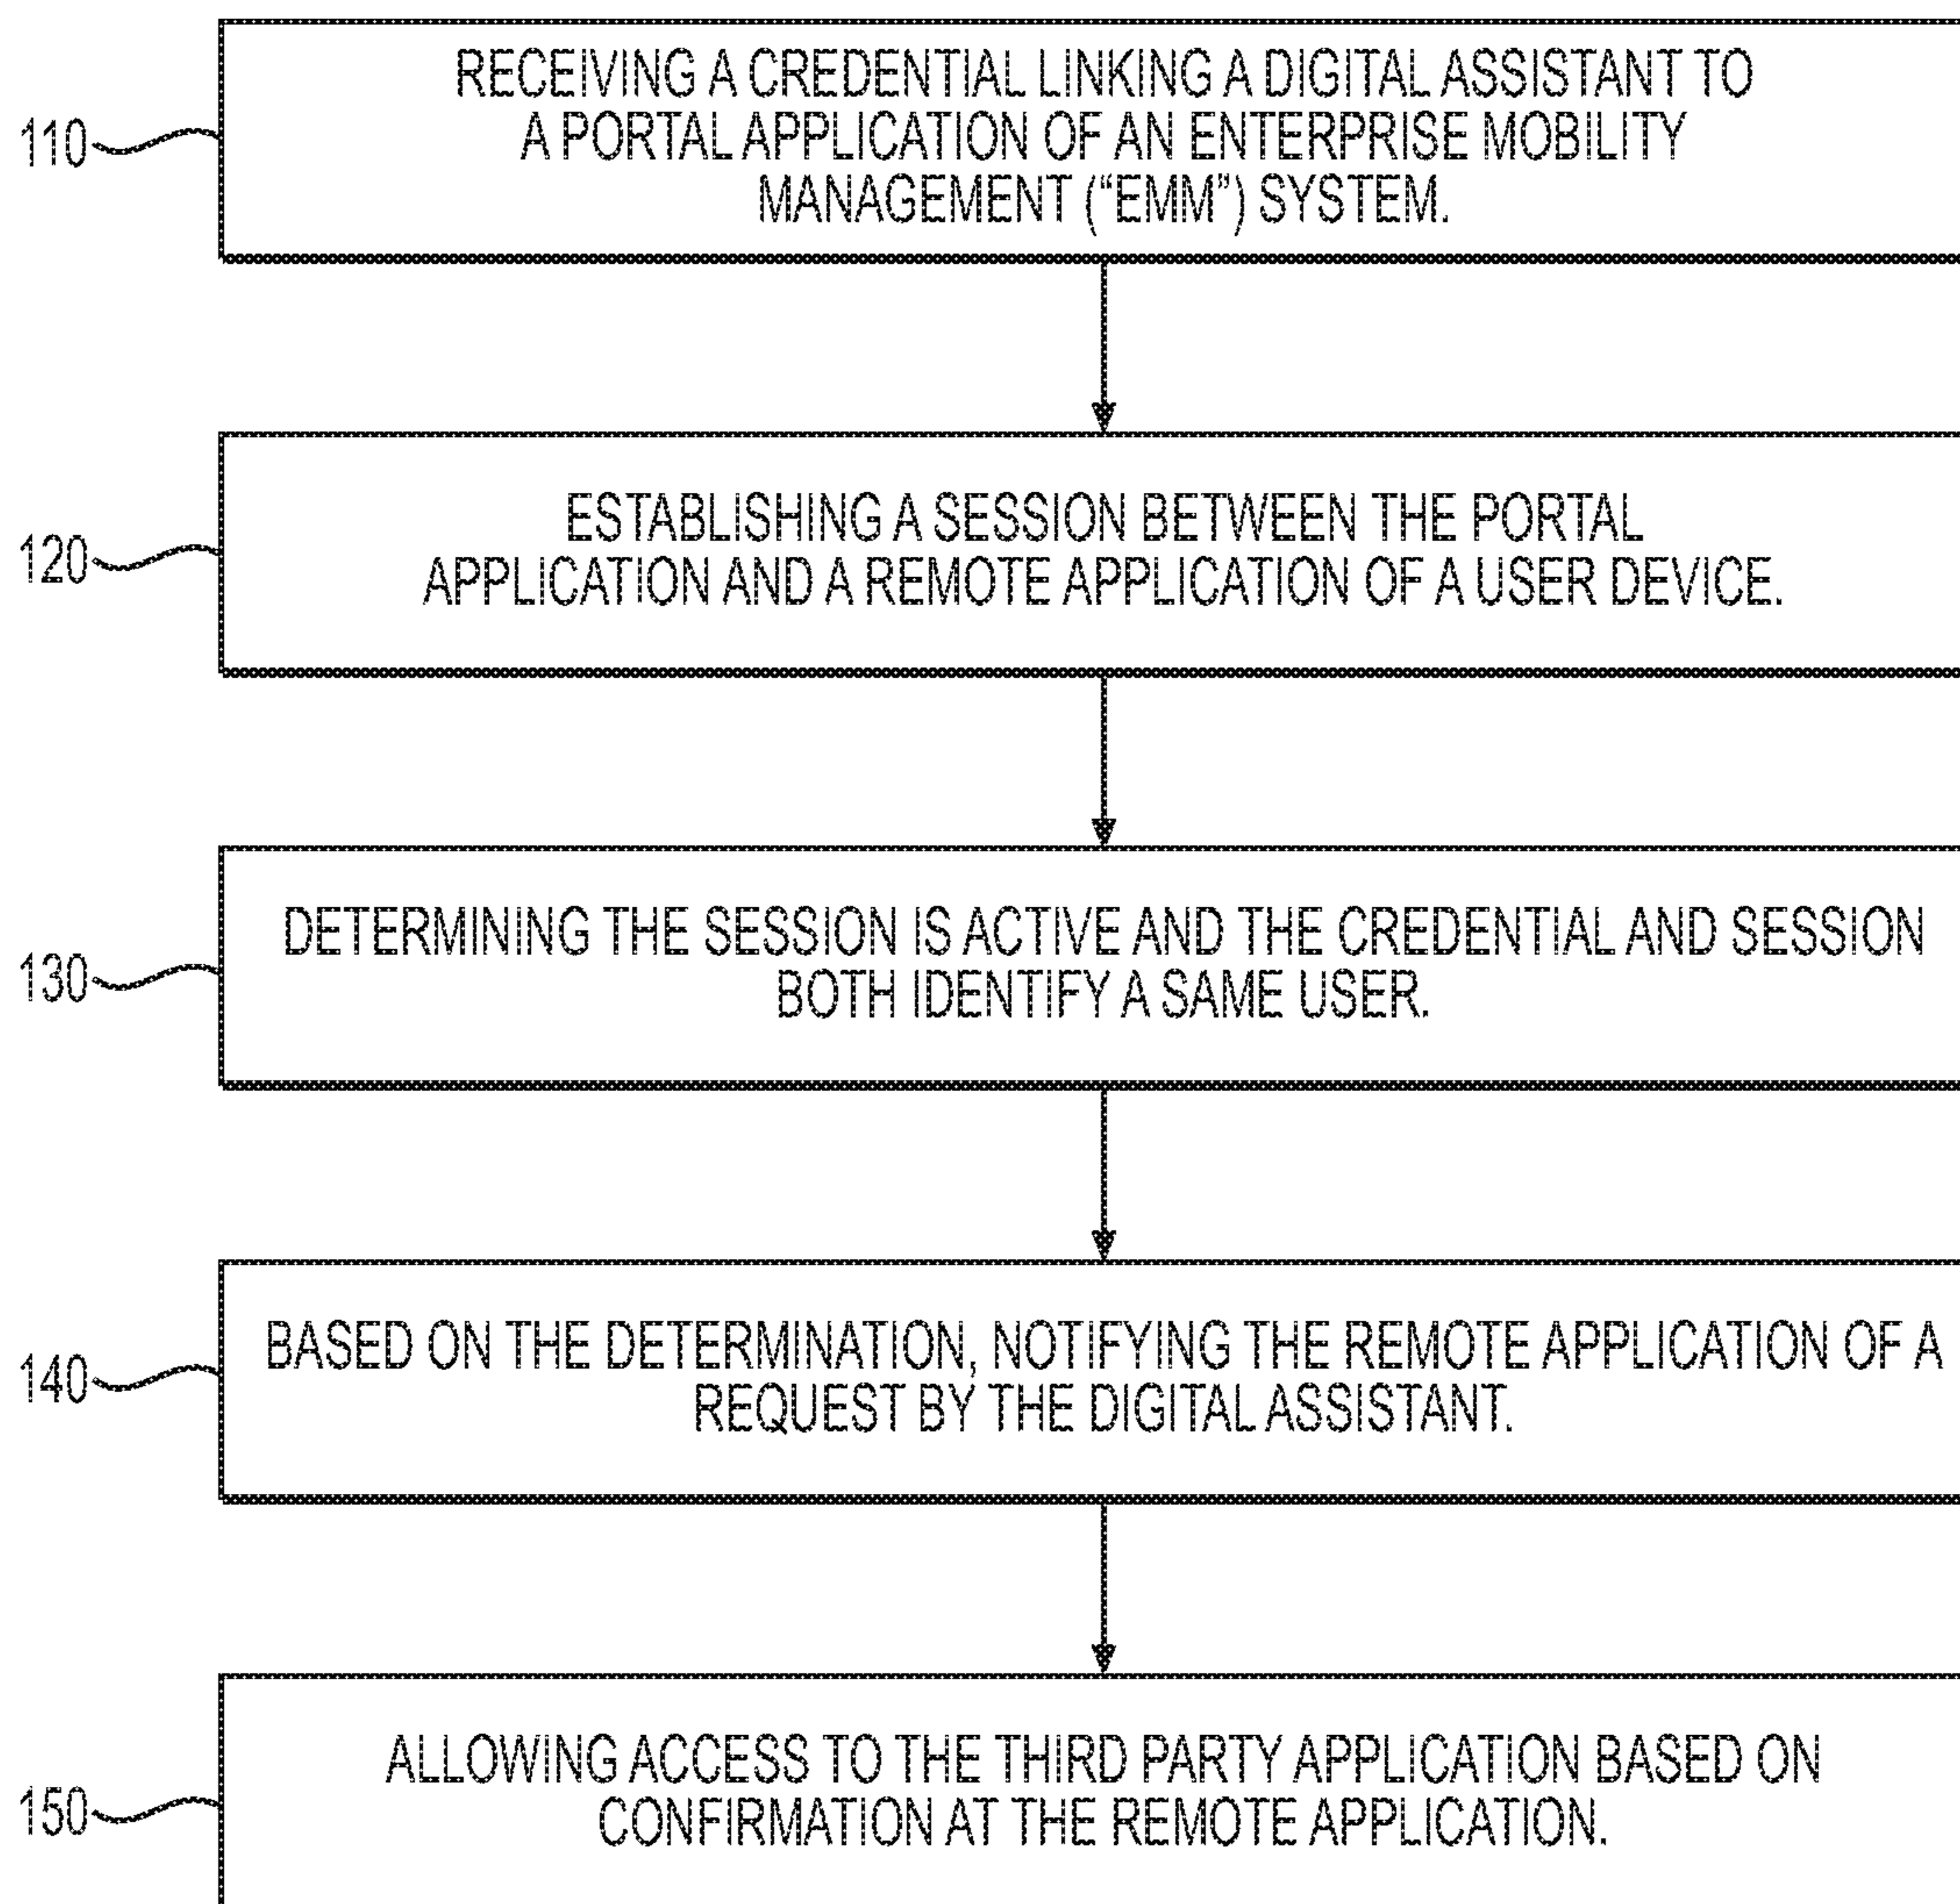 110
RECEIVING A CREDENTIAL LINKING A DIGITAL ASSISTANT TO
A PORTAL APPLICATION OF AN ENTERPRISE MOBILITY
MANAGEMENT (“EMM”) SYSTEM.
120
ESTABLISHING A SESSION BETWEEN THE PORTAL
APPLICATION AND A REMOTE APPLICATION OF A USER DEVICE.
130
DETERMINING THE SESSION IS ACTIVE AND THE CREDENTIAL AND SESSION
BOTH IDENTIFY A SAME USER.
140
BASED ON THE DETERMINATION, NOTIFYING THE REMOTE APPLICATION OF A
REQUEST BY THE DIGITAL ASSISTANT.
150
ALLOWING ACCESS TO THE THIRD PARTY APPLICATION BASED ON
CONFIRMATION AT THE REMOTE APPLICATION.